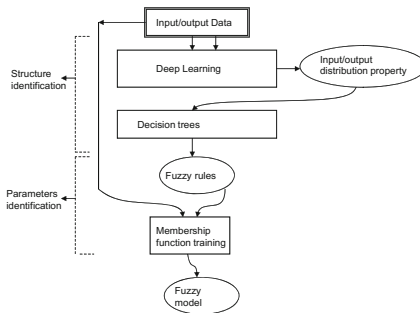 Input/output Data
Deep Learning
Input/output
distribution property
Structure
identification
Decision trees
Fuzzy rules
Parameters
identification
Membership
function training
Fuzzy
model